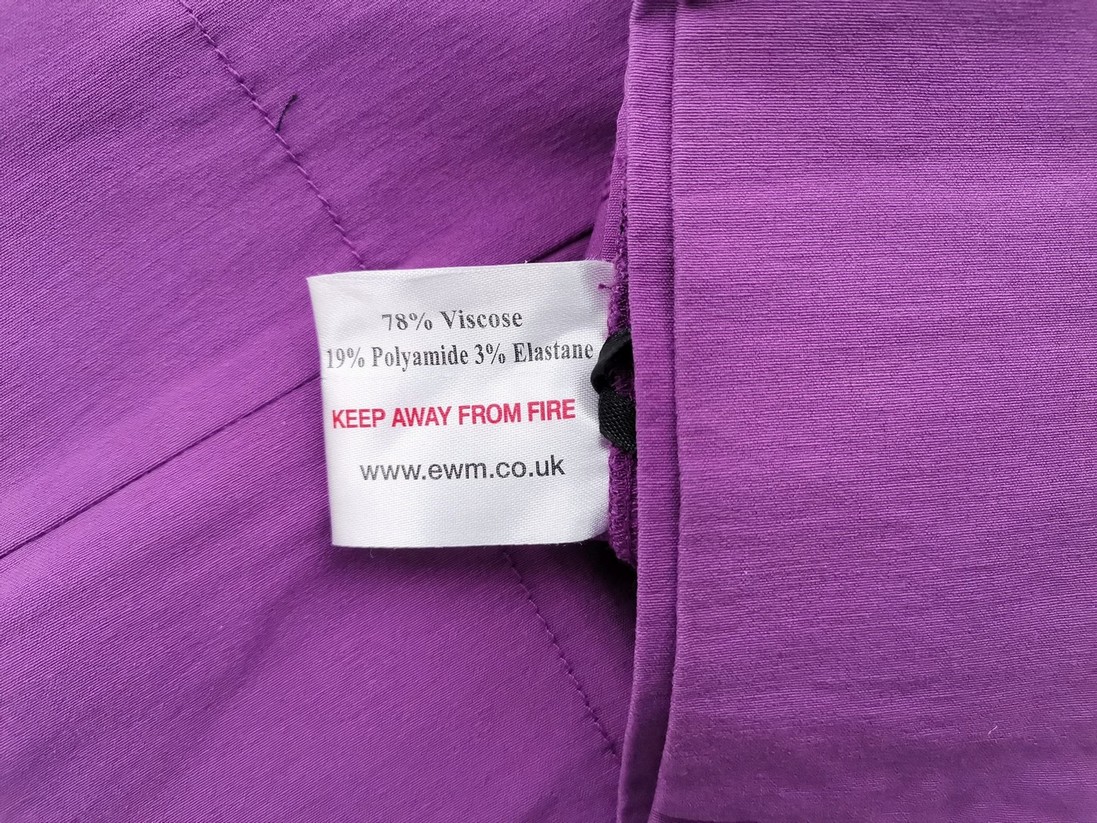 78% Viscose
19% Polyamide 3% Elastane
KEEP AWAY FROM FIRE
www.ewm.co.uk